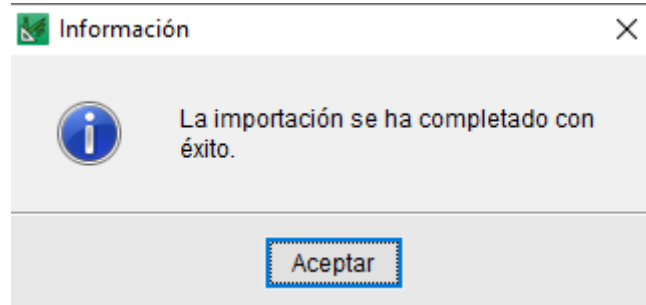 Información
La importación se ha completado con
éxito.
Aceptar